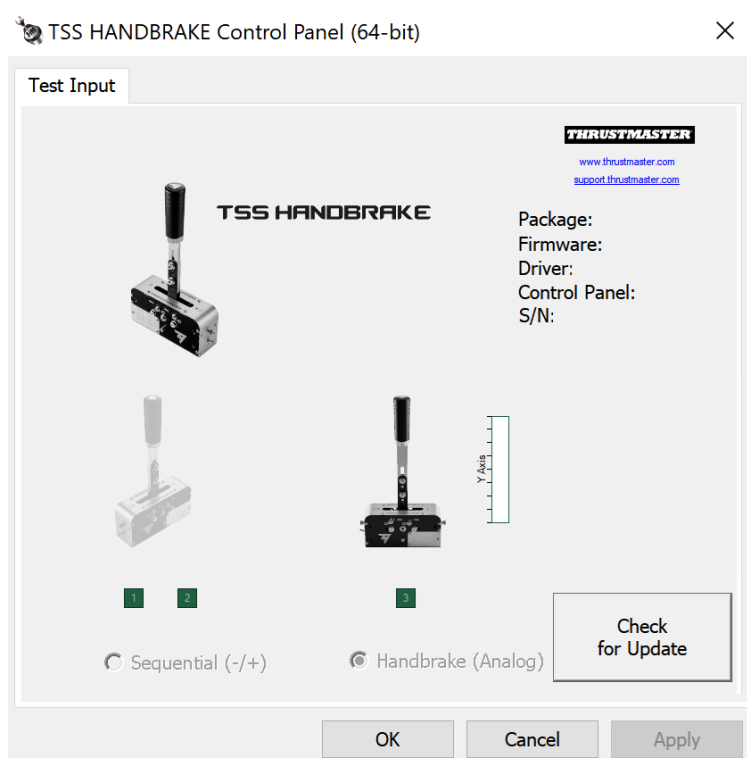 TSS HANDBRAKE Control Panel (64-bit)
Test Input
THRUSTMASTER
www.thrustmaster.com
support.thrustmaster.com
TSS HANDBRAKE
Package:
Firmware:
Driver:
Control Panel:
S/N:
Y Axis
1
2
3
Check
for Update
Sequential (-/+)
Handbrake (Analog)
OK
Cancel
Apply